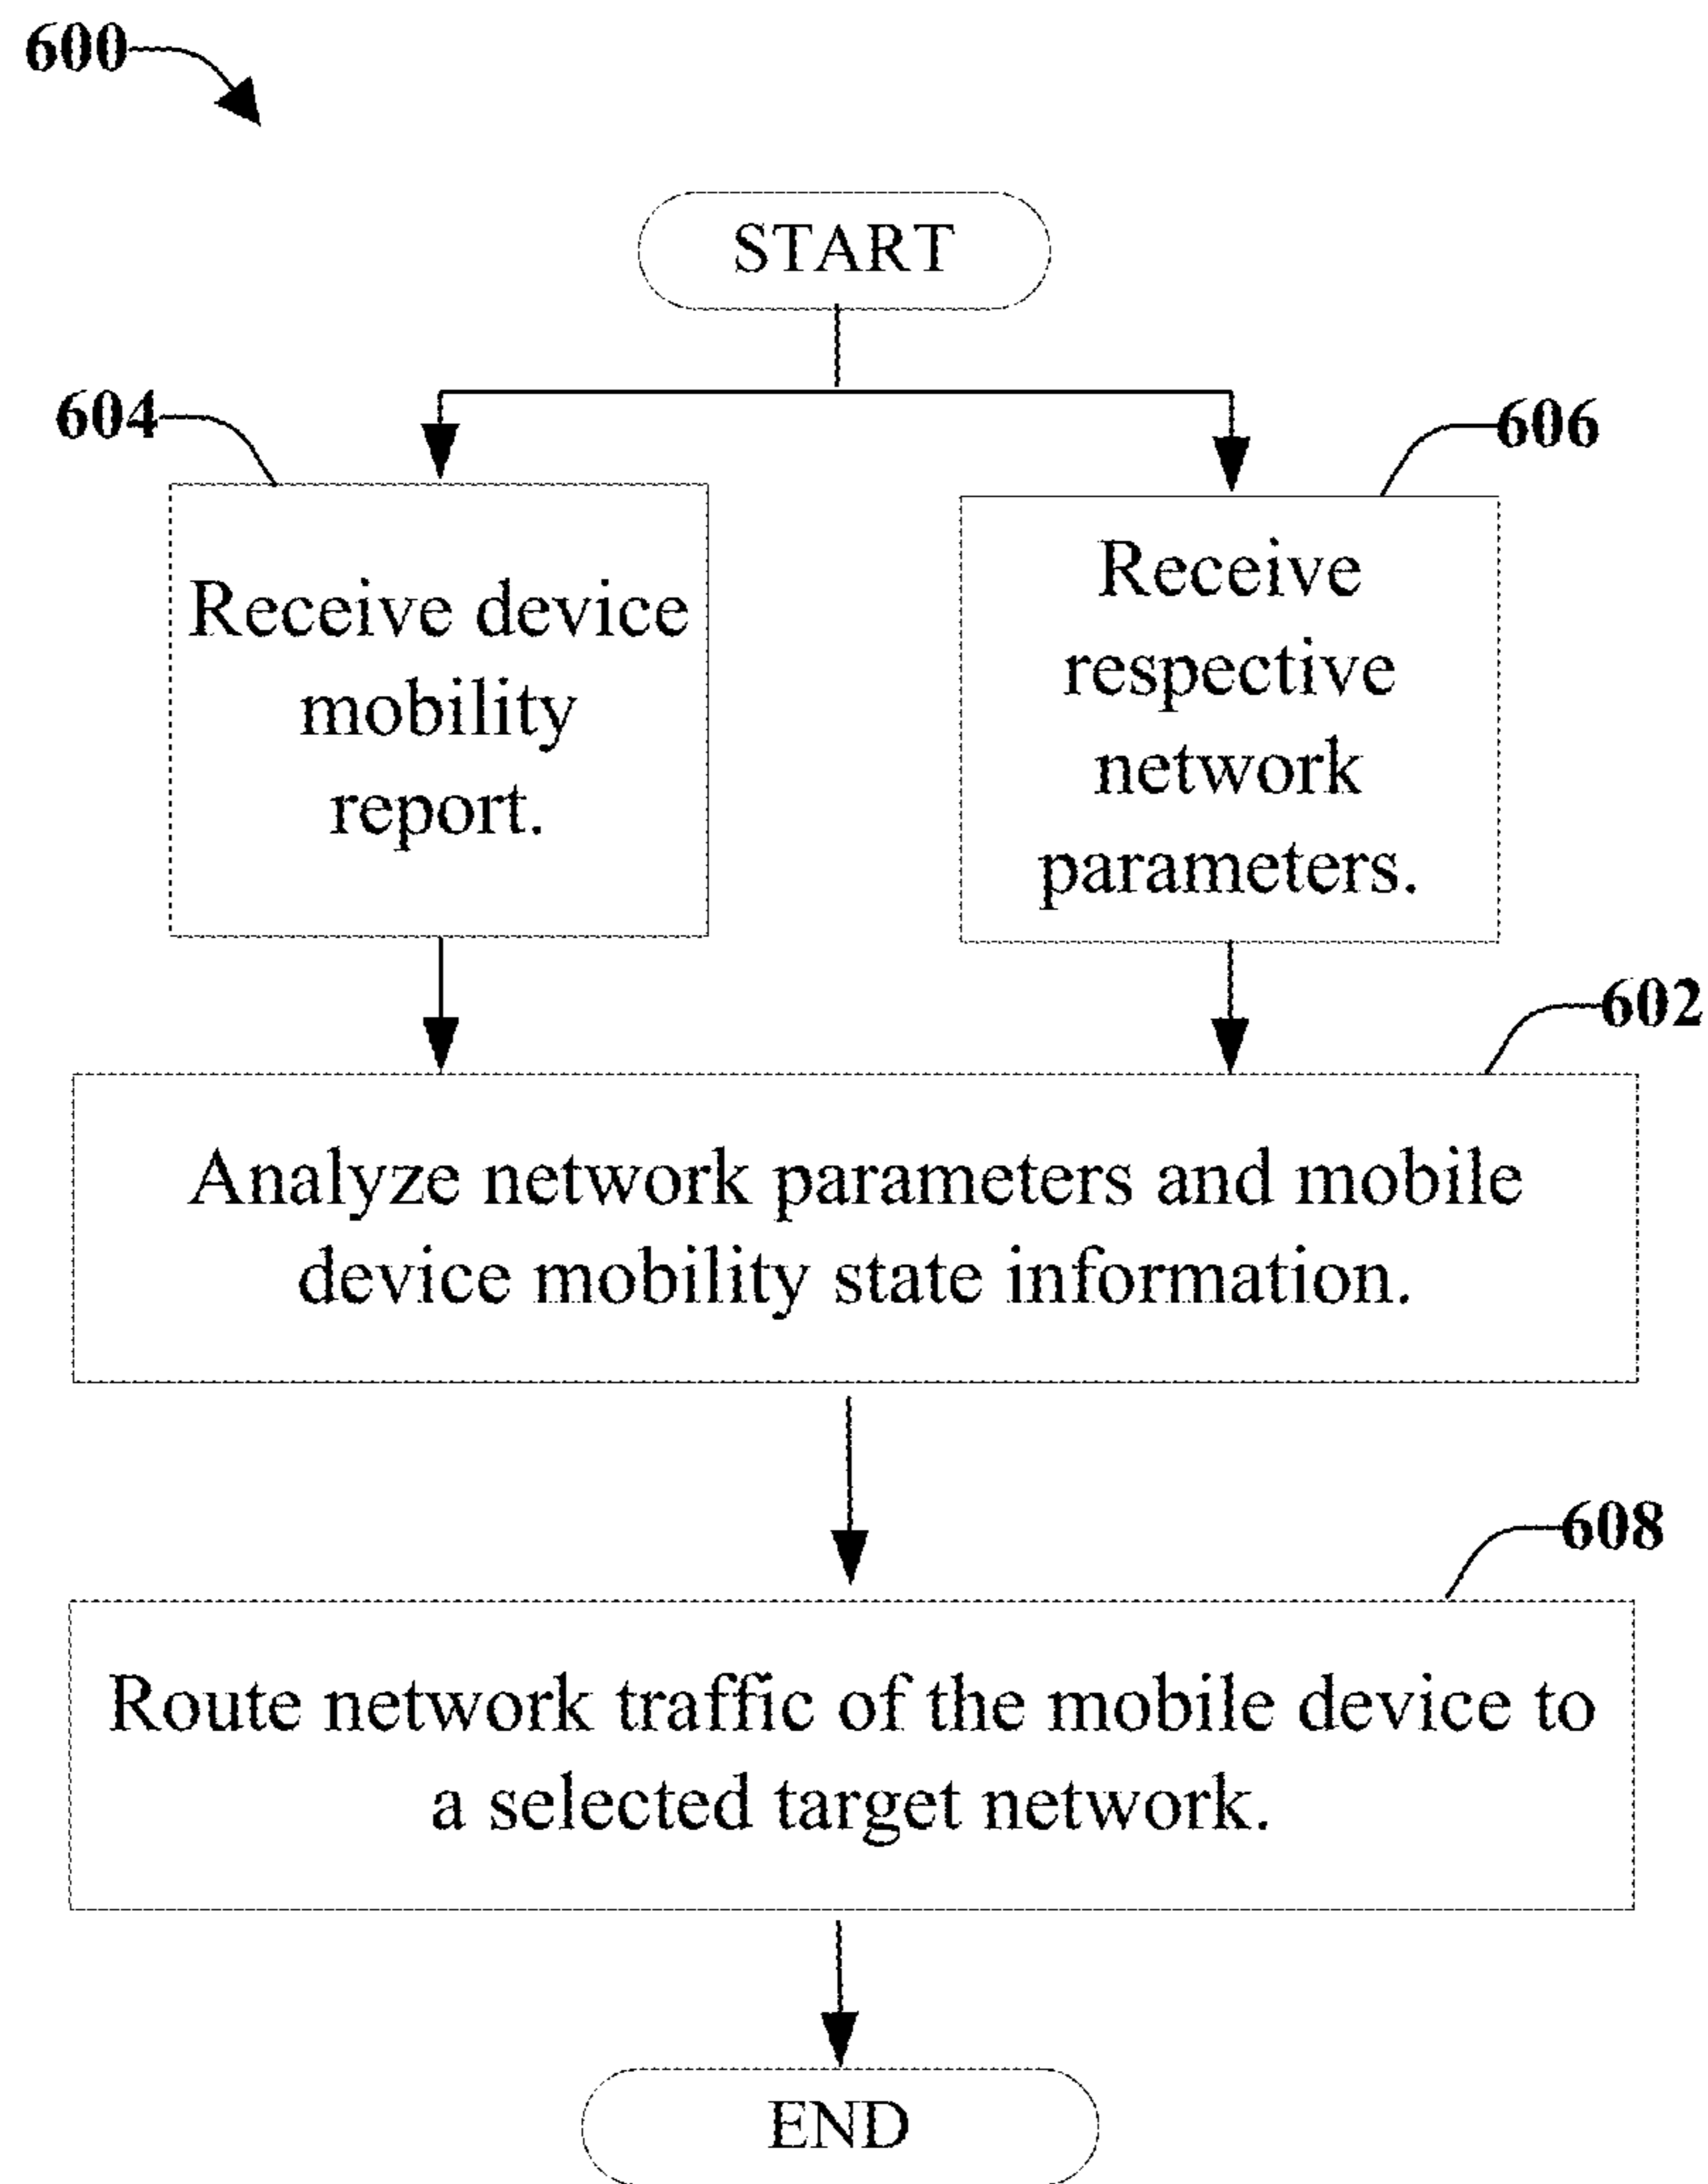 600
START
604
606
Receive device
mobility
report.
Receive
respective
network
parameters.
602
Analyze network parameters and mobile
device mobility state information.
608
Route network traffic of the mobile device to
a selected target network.
END